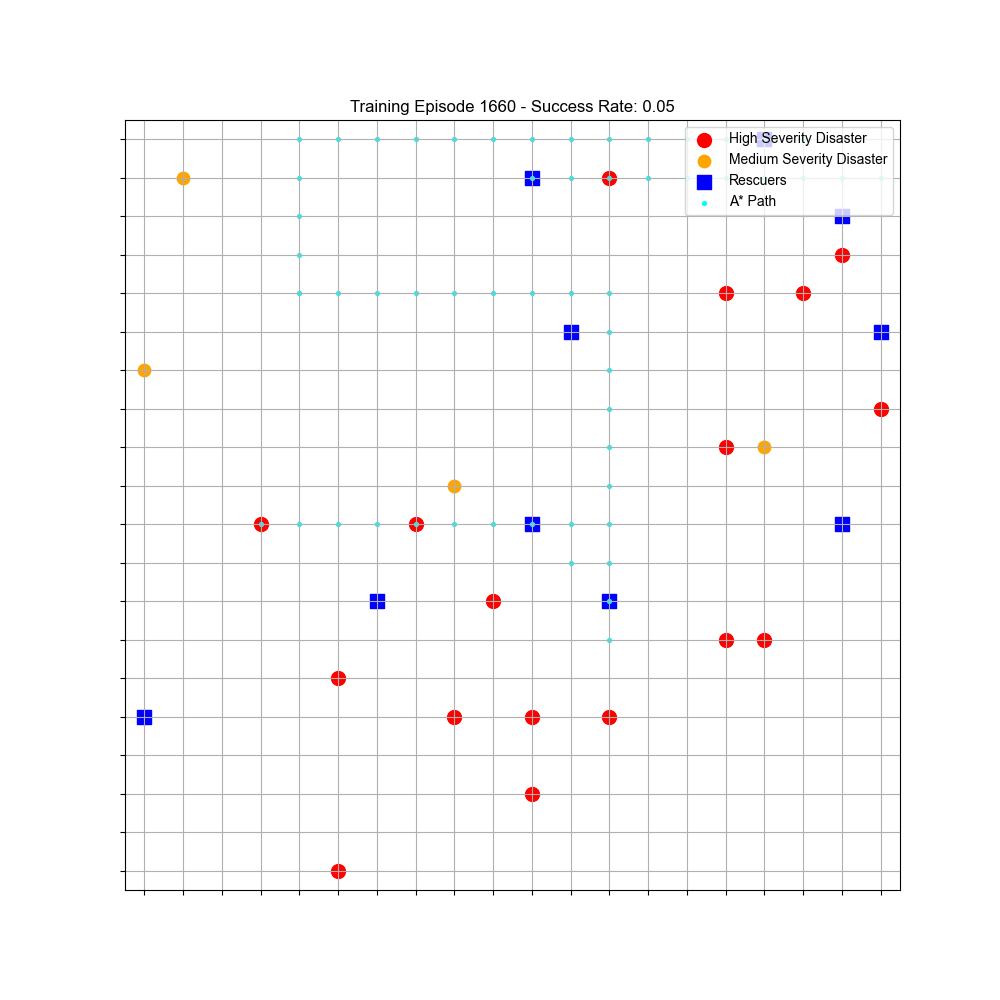 Training Episode 1660 - Success Rate: 0.05
High Severity Disaster
Medium Severity Disaster
Rescuers
A* Path